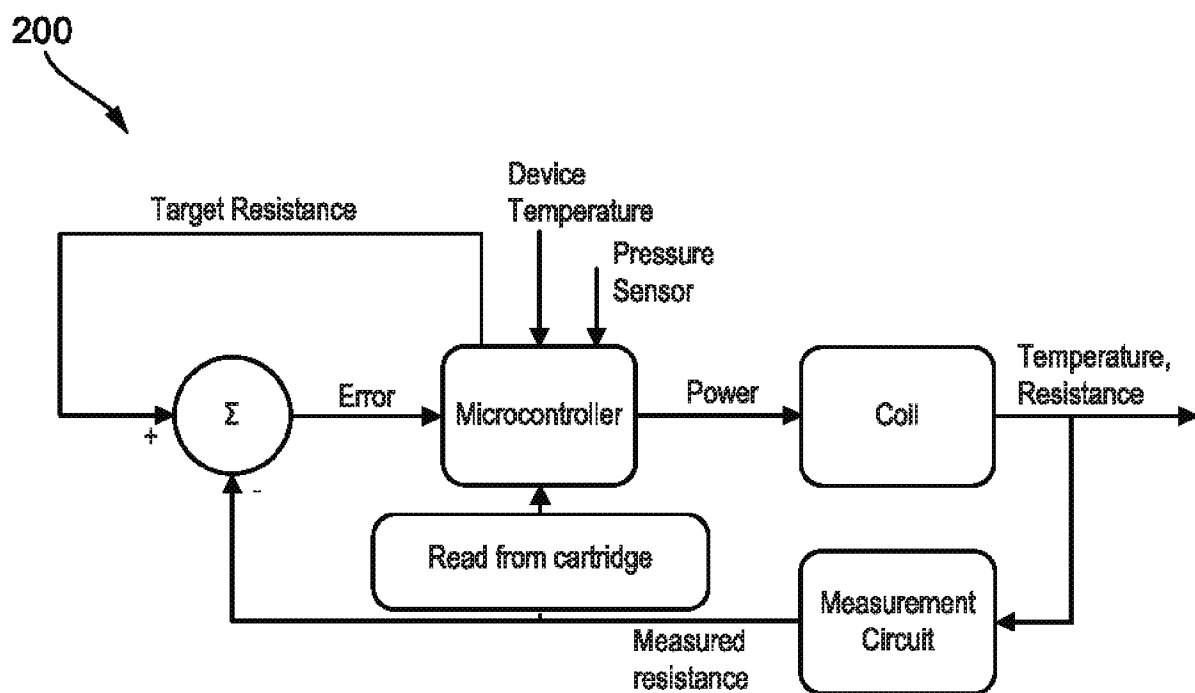 200
Device
Temperature
Target Resistance
Pressure
Sensor
Temperature,
Resistance
Error
Power
Σ
Microcontroller
Coil
+
-
Read from cartridge
Measurement
Circuit
Measured
resistance